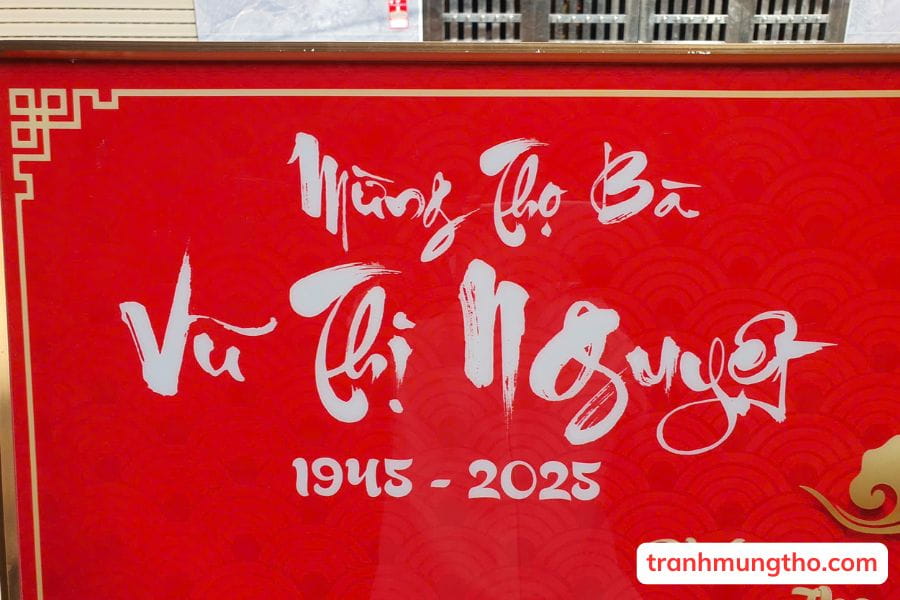 Mừng Thọ Bà
Vũ Thị Nguyệt
1945 - 2025
tranhmungtho.com